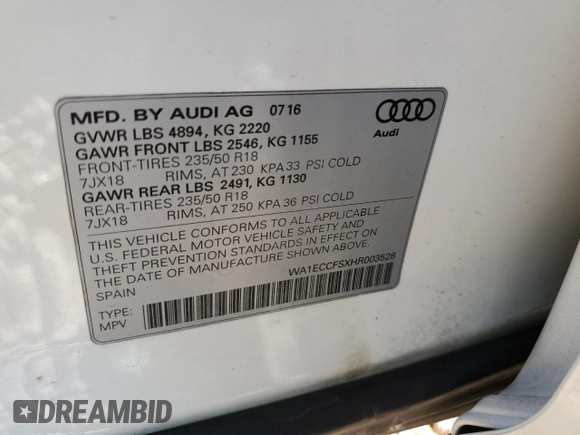 MFD. BY AUDI AG 0716
GVWR LBS 4894, KG 2220
GAWR FRONT LBS 2546, KG 1155
FRONT-TIRES 235/50 R18
7JX18 RIMS, AT 230 KPA 33 PSI COLD
GAWR REAR LBS 2491, KG 1130
REAR-TIRES 235/50 R18
7JX18 RIMS, AT 250 KPA 36 PSI COLD
Audi
THIS VEHICLE CONFORMS TO ALL APPLICABLE
U.S. FEDERAL MOTOR VEHICLE SAFETY AND
THEFT PREVENTION STANDARDS IN EFFECT ON
THE DATE OF MANUFACTURE SHOWN ABOVE.
SPAIN
WA1ECCFSXHR003528
TYPE:
MPV
DREAMBID